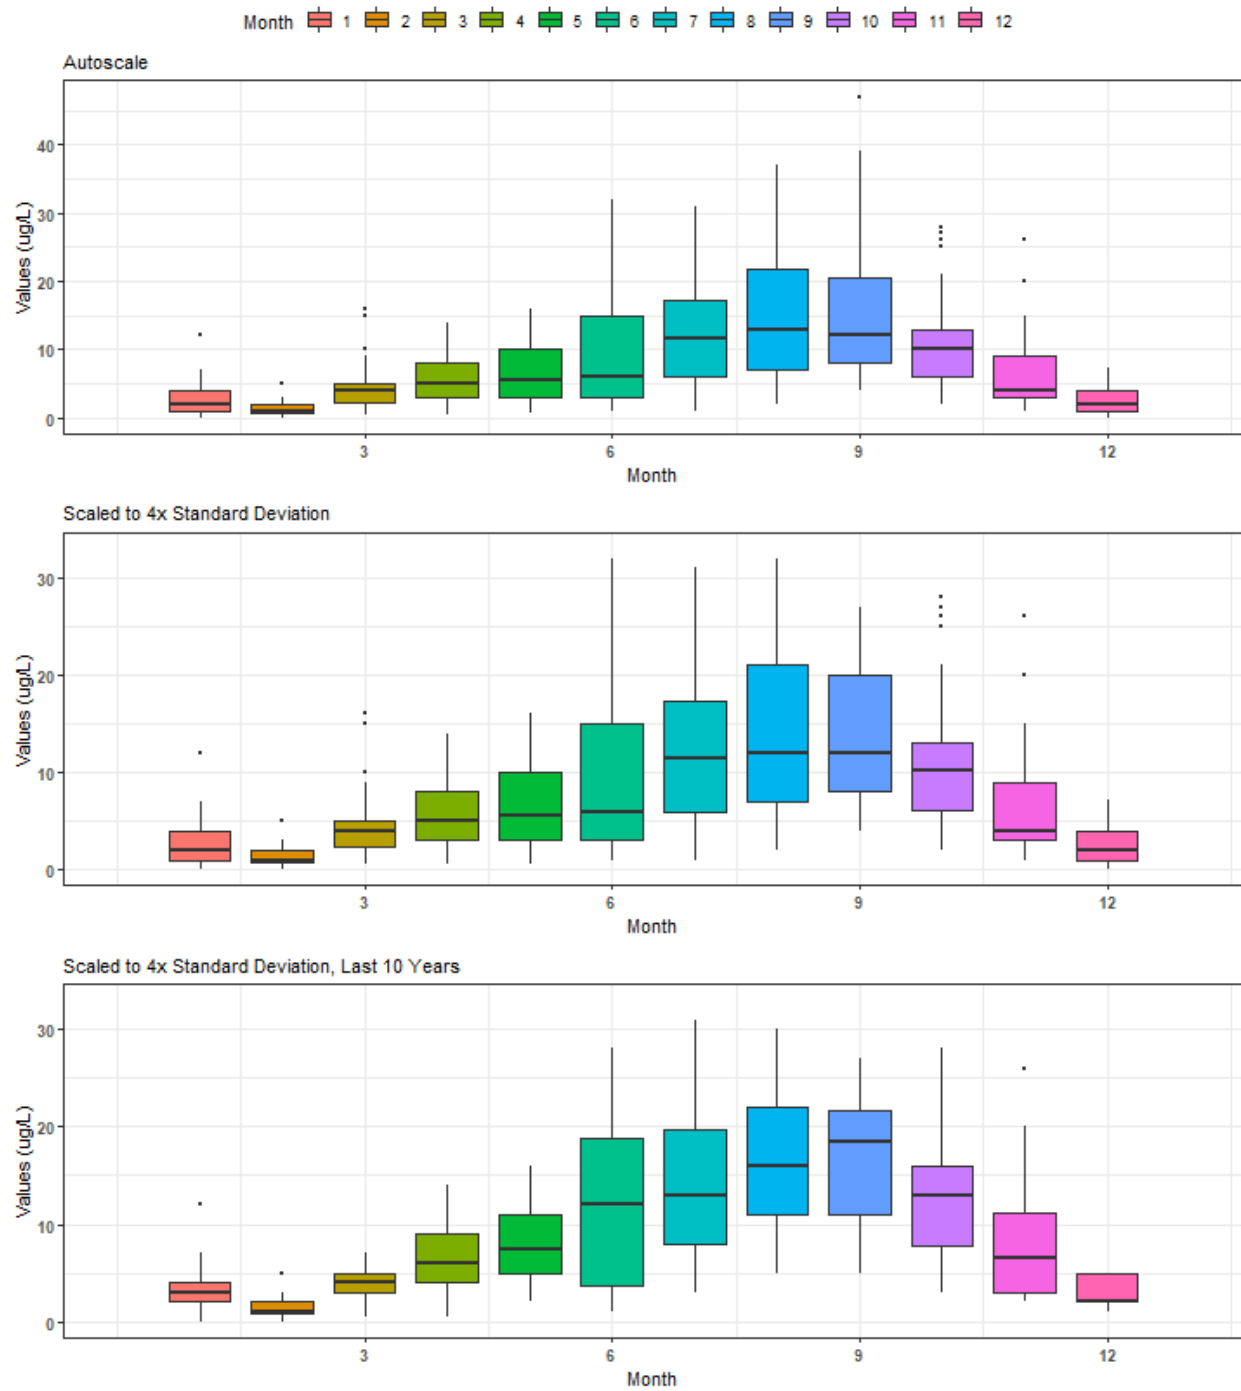 Month 1 2 3 4 5 6 7 8 9 10 11 12
Autoscale
Values (ug/L)
40
30
20
10
0
3 6 9 12
Month
Scaled to 4x Standard Deviation
Values (ug/L)
30
20
10
0
3 6 9 12
Month
Scaled to 4x Standard Deviation, Last 10 Years
Values (ug/L)
30
20
10
0
3 6 9 12
Month